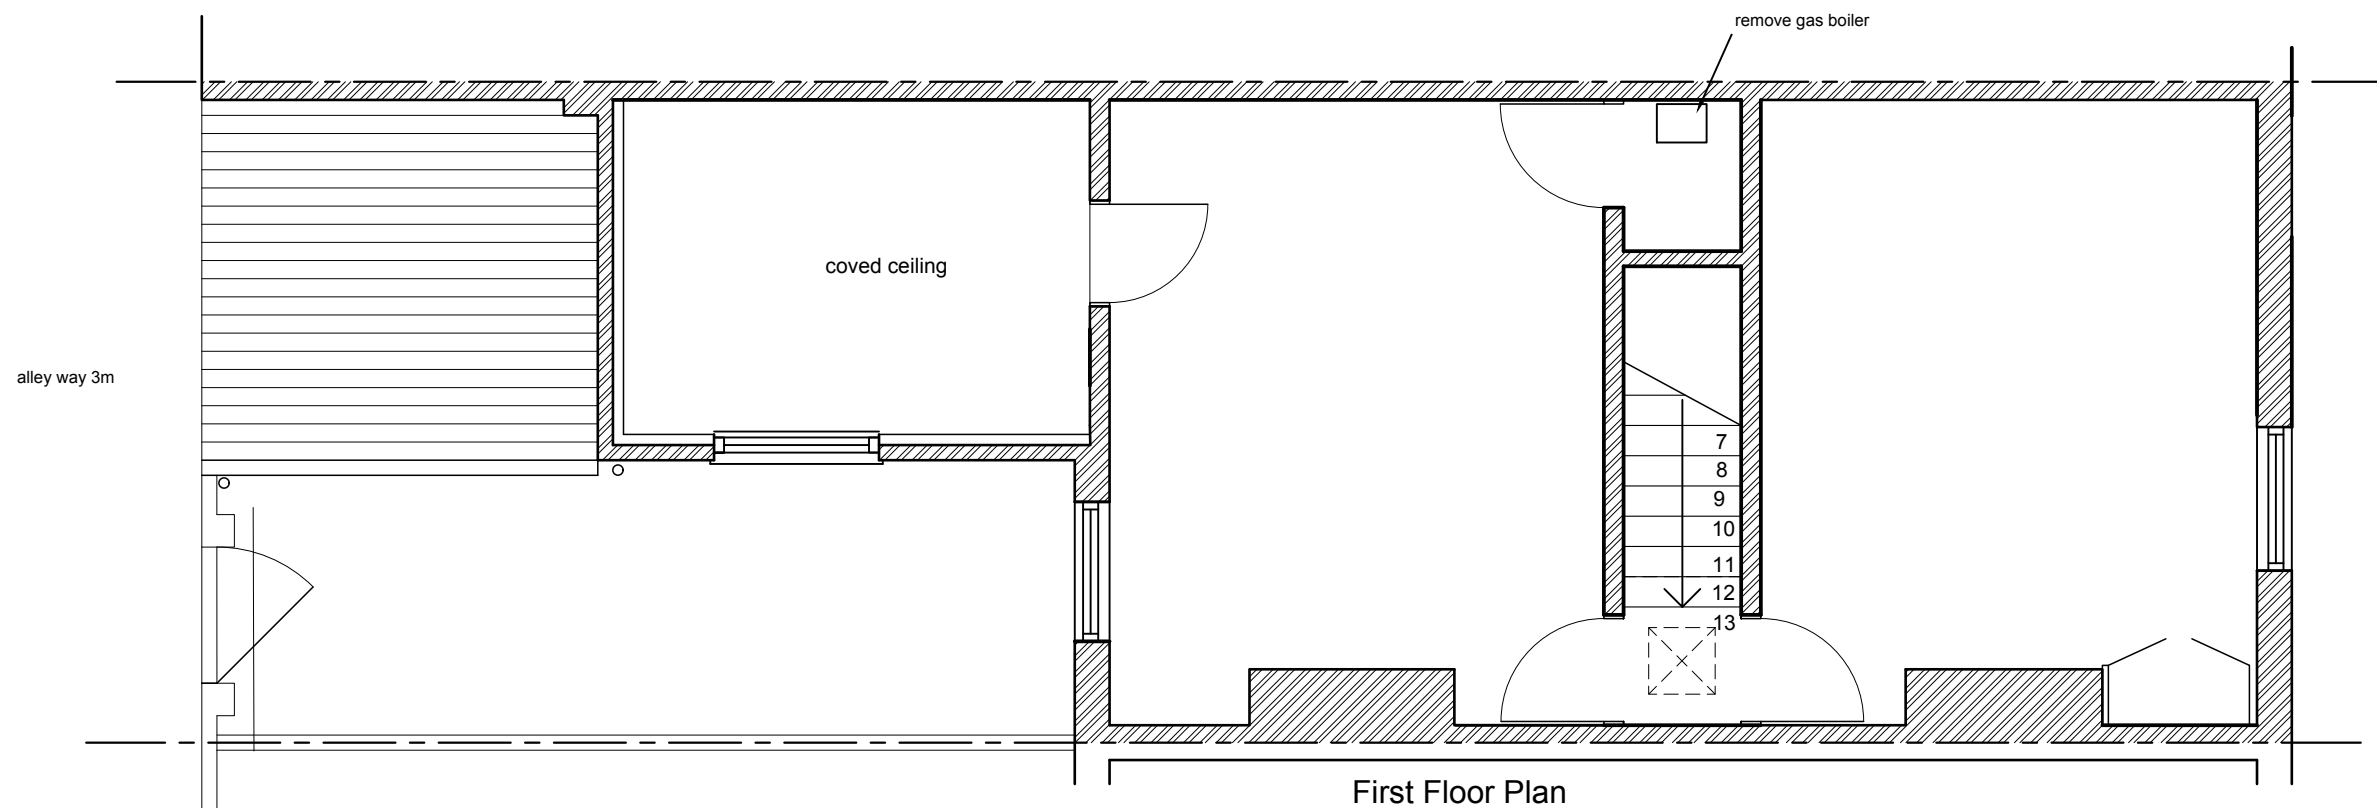 remove gas boiler
coved ceiling
alley way 3m
7
8
9
10
11
12
13
First Floor Plan